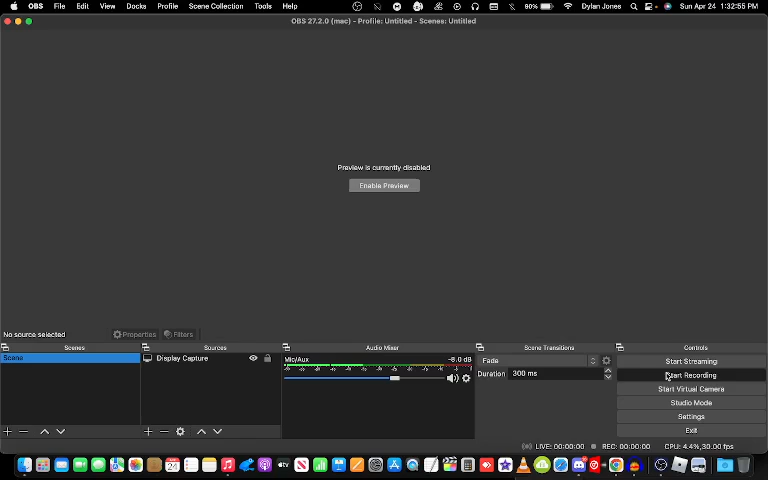 OBS File Edit View Docks Profile Scene Collection Tools Help 90% Dylan Jones Sun Apr 24 1:32:55 PM
OBS 27.2.0 (mac) - Profile: Untitled - Scenes: Untitled
Preview is currently disabled
Enable Preview
No source selected Properties Filters
Scenes Sources Audio Mixer Scene Transitions Controls
Scene
Display Capture
Mic/Aux -8.0 dB
Fade
Duration 300 ms
Start Streaming
Start Recording
Start Virtual Camera
Studio Mode
Settings
Exit
LIVE: 00:00:00 REC: 00:00:00 CPU: 4.4%,30.00 fps